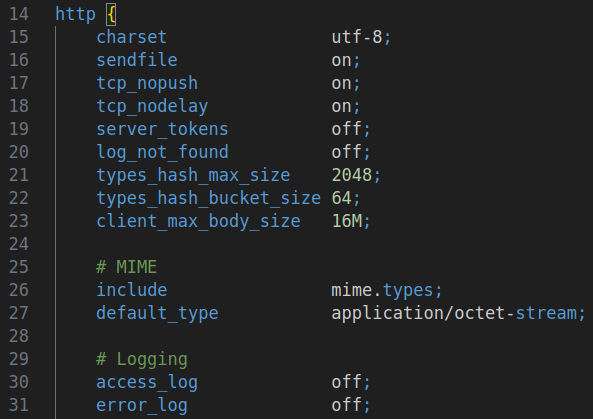 14 http {
15 charset utf-8;
16 sendfile on;
17 tcp_nopush on;
18 tcp_nodelay on;
19 server_tokens off;
20 log_not_found off;
21 types_hash_max_size 2048;
22 types_hash_bucket_size 64;
23 client_max_body_size 16M;
24
25 # MIME
26 include mime.types;
27 default_type application/octet-stream;
28
29 # Logging
30 access_log off;
31 error_log off;